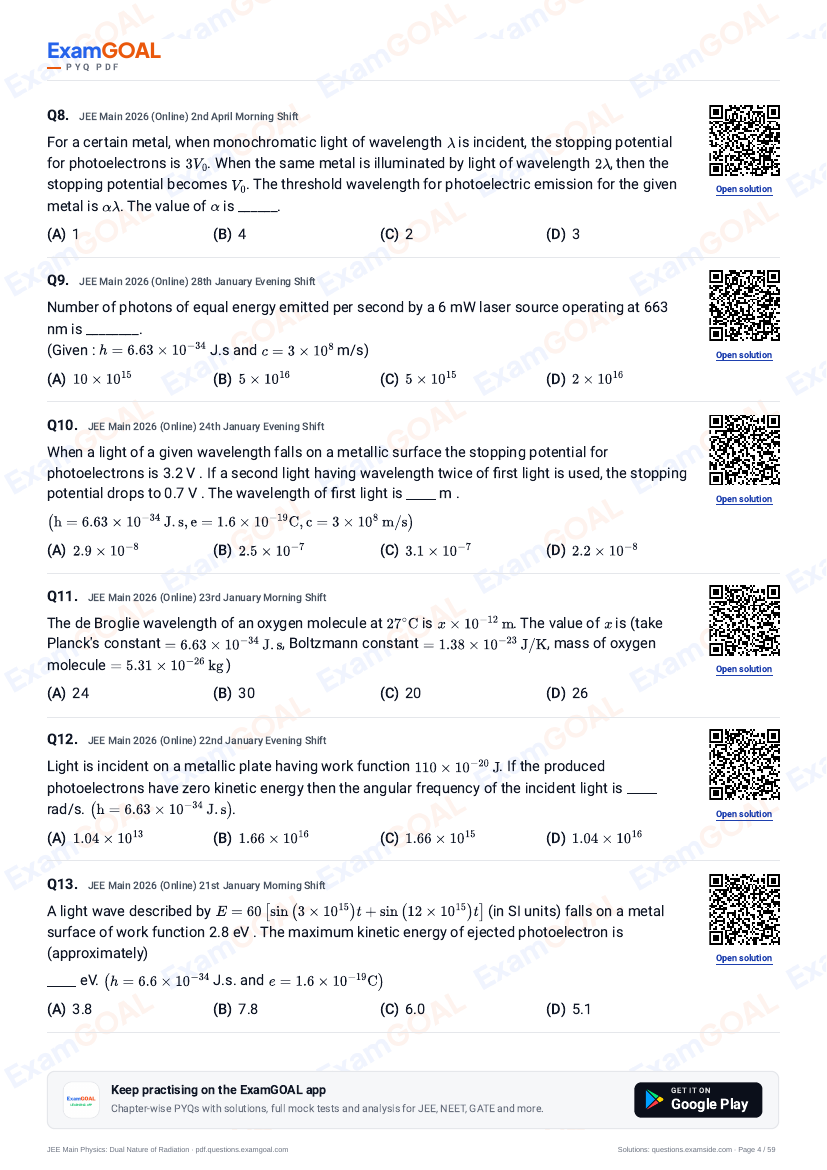 ExamGOAL
PYQ PDF
Q8. JEE Main 2026 (Online) 2nd April Morning Shift
For a certain metal, when monochromatic light of wavelength λ is incident, the stopping potential
for photoelectrons is 3V₀. When the same metal is illuminated by light of wavelength 2λ, then the
stopping potential becomes V₀. The threshold wavelength for photoelectric emission for the given
metal is αλ. The value of α is ______.
(A) 1 (B) 4 (C) 2 (D) 3
Open solution
Q9. JEE Main 2026 (Online) 28th January Evening Shift
Number of photons of equal energy emitted per second by a 6 mW laser source operating at 663
nm is ________.
(Given : h = 6.63 × 10⁻³⁴ J.s and c = 3 × 10⁸ m/s)
(A) 10 × 10¹⁵ (B) 5 × 10¹⁶ (C) 5 × 10¹⁵ (D) 2 × 10¹⁶
Open solution
Q10. JEE Main 2026 (Online) 24th January Evening Shift
When a light of a given wavelength falls on a metallic surface the stopping potential for
photoelectrons is 3.2 V . If a second light having wavelength twice of first light is used, the stopping
potential drops to 0.7 V . The wavelength of first light is ____ m .
(h = 6.63 × 10⁻³⁴ J.s, e = 1.6 × 10⁻¹⁹C, c = 3 × 10⁸ m/s)
(A) 2.9 × 10⁻⁸ (B) 2.5 × 10⁻⁷ (C) 3.1 × 10⁻⁷ (D) 2.2 × 10⁻⁸
Open solution
Q11. JEE Main 2026 (Online) 23rd January Morning Shift
The de Broglie wavelength of an oxygen molecule at 27°C is x × 10⁻¹² m. The value of x is (take
Planck's constant = 6.63 × 10⁻³⁴ J.s, Boltzmann constant = 1.38 × 10⁻²³ J/K, mass of oxygen
molecule = 5.31 × 10⁻²⁶ kg)
(A) 24 (B) 30 (C) 20 (D) 26
Open solution
Q12. JEE Main 2026 (Online) 22nd January Evening Shift
Light is incident on a metallic plate having work function 110 × 10⁻²⁰ J. If the produced
photoelectrons have zero kinetic energy then the angular frequency of the incident light is ____
rad/s. (h = 6.63 × 10⁻³⁴ J.s).
(A) 1.04 × 10¹³ (B) 1.66 × 10¹⁶ (C) 1.66 × 10¹⁵ (D) 1.04 × 10¹⁶
Open solution
Q13. JEE Main 2026 (Online) 21st January Morning Shift
A light wave described by E = 60 [sin (3 × 10¹⁵)t + sin (12 × 10¹⁵)t] (in SI units) falls on a metal
surface of work function 2.8 eV . The maximum kinetic energy of ejected photoelectron is
(approximately)
____ eV. (h = 6.6 × 10⁻³⁴ J.s. and e = 1.6 × 10⁻¹⁹C)
(A) 3.8 (B) 7.8 (C) 6.0 (D) 5.1
Open solution
ExamGOAL
Keep practising on the ExamGOAL app
Chapter-wise PYQs with solutions, full mock tests and analysis for JEE, NEET, GATE and more.
GET IT ON
Google Play
JEE Main Physics: Dual Nature of Radiation · pdf.questions.examgoal.com
Solutions: questions.examside.com · Page 4 / 59